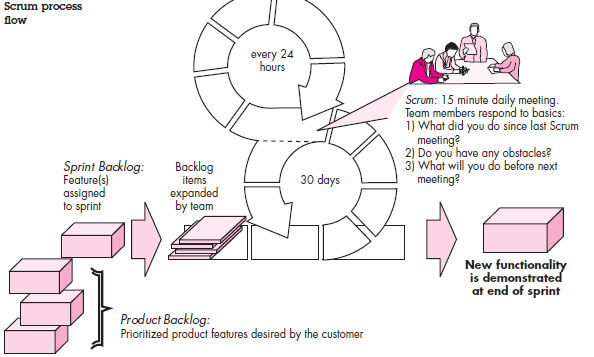 Scrum process
flow
every 24
hours
Scrum: 15 minute daily meeting.
Team members respond to basics:
1) What did you do since last Scrum
meeting?
2) Do you have any obstacles?
3) What will you do before next
meeting?
Sprint Backlog:
Feature(s)
assigned
to sprint
Backlog
items
expanded
by team
30 days
New functionality
is demonstrated
at end of sprint
Product Backlog:
Prioritized product features desired by the customer